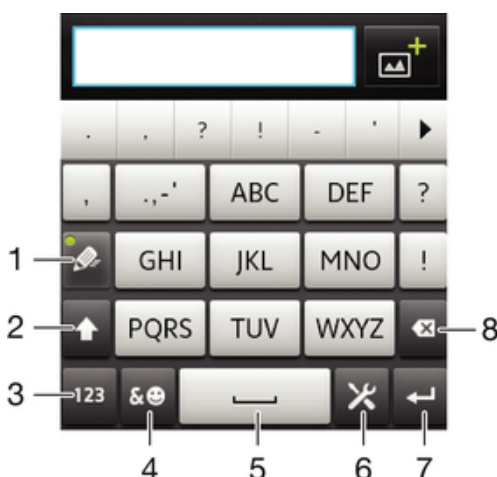 . , ? ! - '
, .,-' ABC DEF ?
1 GHI JKL MNO !
2 PQRS TUV WXYZ 8
3 123 &
4 5 6 7